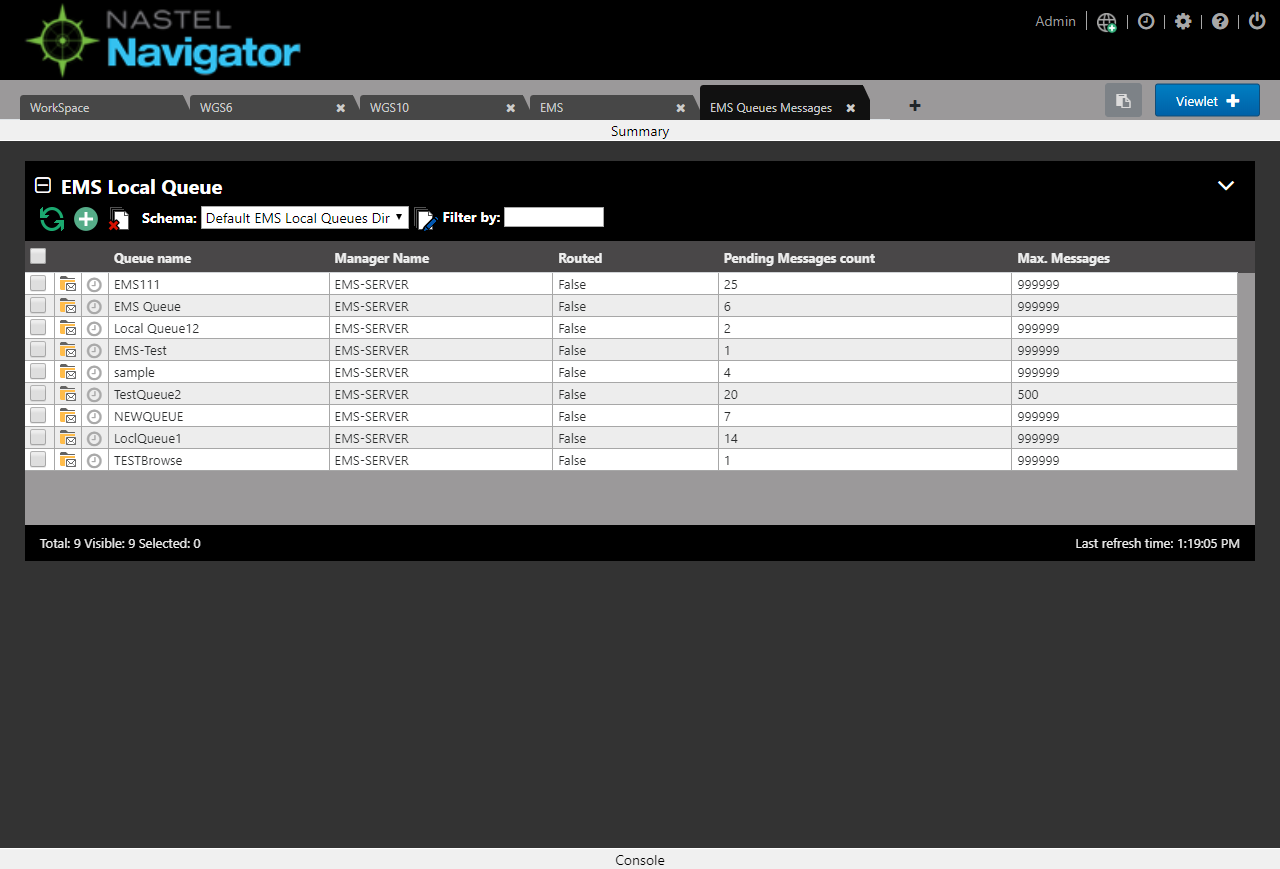 NASTEL
Navigator
Admin
WorkSpace WGS6 WGS10 EMS EMS Queues Messages Viewlet
Summary
EMS Local Queue
Schema: Default EMS Local Queues Dir Filter by:
Queue name Manager Name Routed Pending Messages count Max. Messages
EMS111 EMS-SERVER False 25 999999
EMS Queue EMS-SERVER False 6 999999
Local Queue12 EMS-SERVER False 2 999999
EMS-Test EMS-SERVER False 1 999999
sample EMS-SERVER False 4 999999
TestQueue2 EMS-SERVER False 20 500
NEWQUEUE EMS-SERVER False 7 999999
LoclQueue1 EMS-SERVER False 14 999999
TESTBrowse EMS-SERVER False 1 999999
Total: 9 Visible: 9 Selected: 0 Last refresh time: 1:19:05 PM
Console